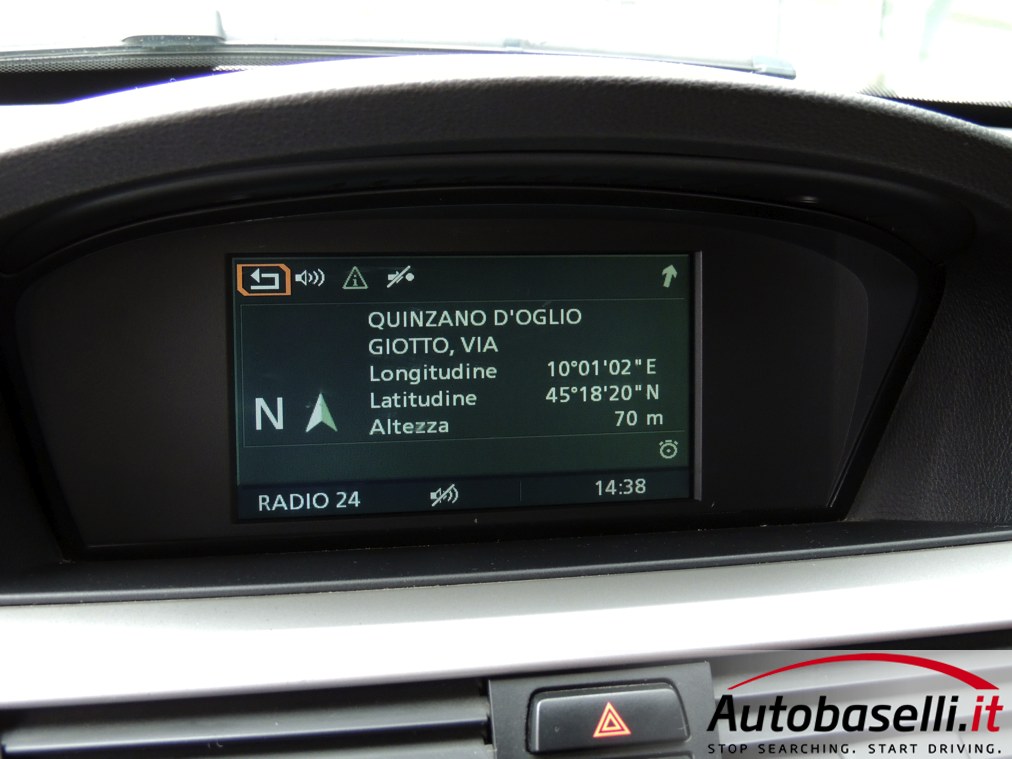 QUINZANO D'OGLIO
GIOTTO, VIA
Longitudine 10°01'02" E
Latitudine 45°18'20" N
Altezza 70 m
N
RADIO 24 14:38
Autobaselli.it
STOP SEARCHING. START DRIVING.